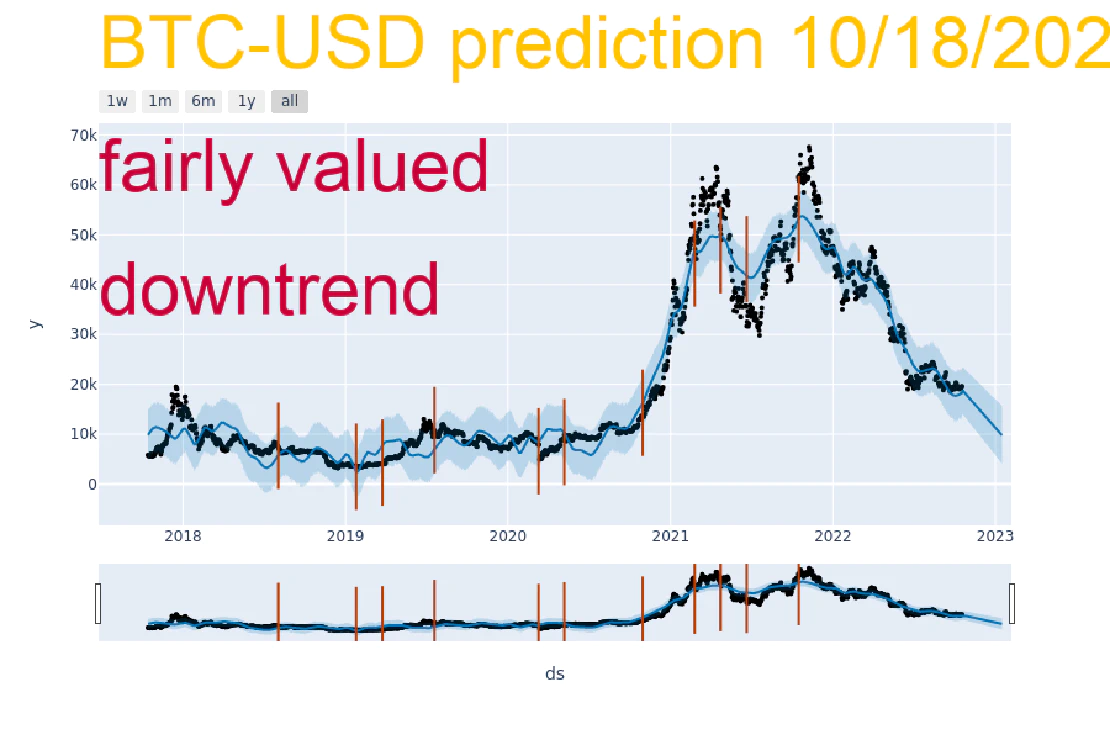 BTC-USD prediction 10/18/202
1w 1m 6m 1y all
70k
fairly valued
60k
50k
downtrend
40k
30k
20k
10k
0
y
2018 2019 2020 2021 2022 2023
ds